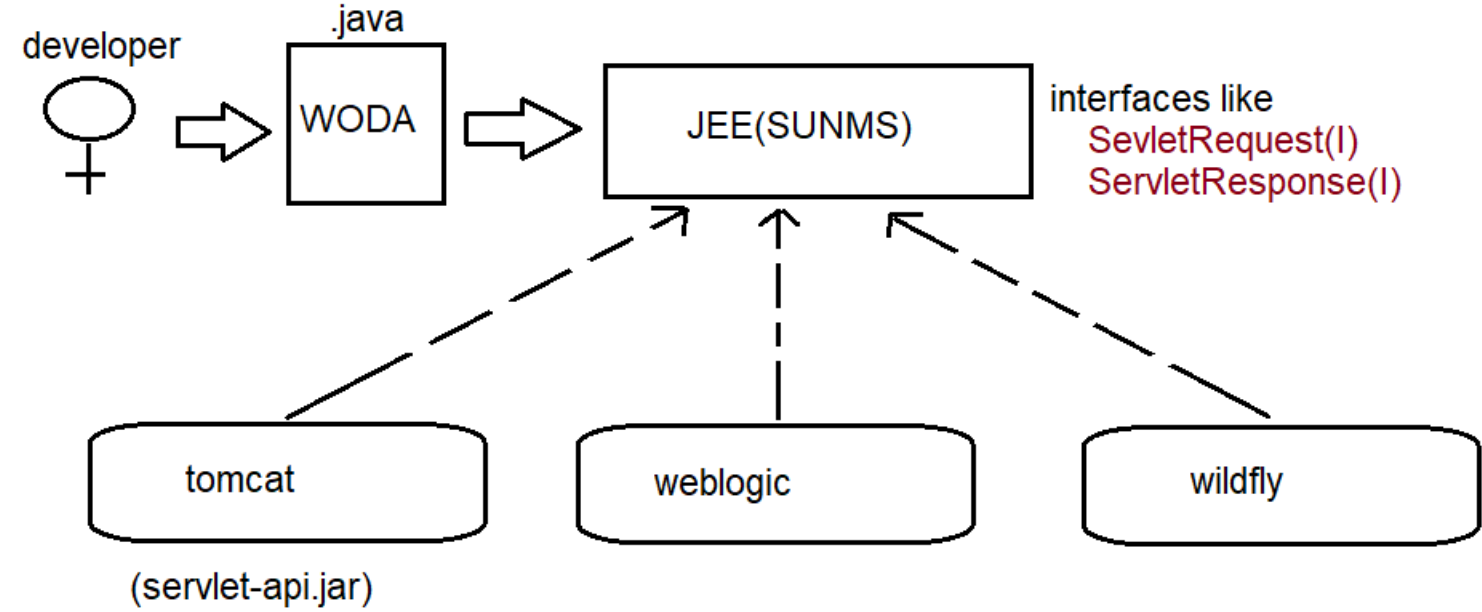 developer
.java
WODA
JEE(SUNMS)
interfaces like
SevletRequest(I)
ServletResponse(I)
tomcat
weblogic
wildfly
(servlet-api.jar)